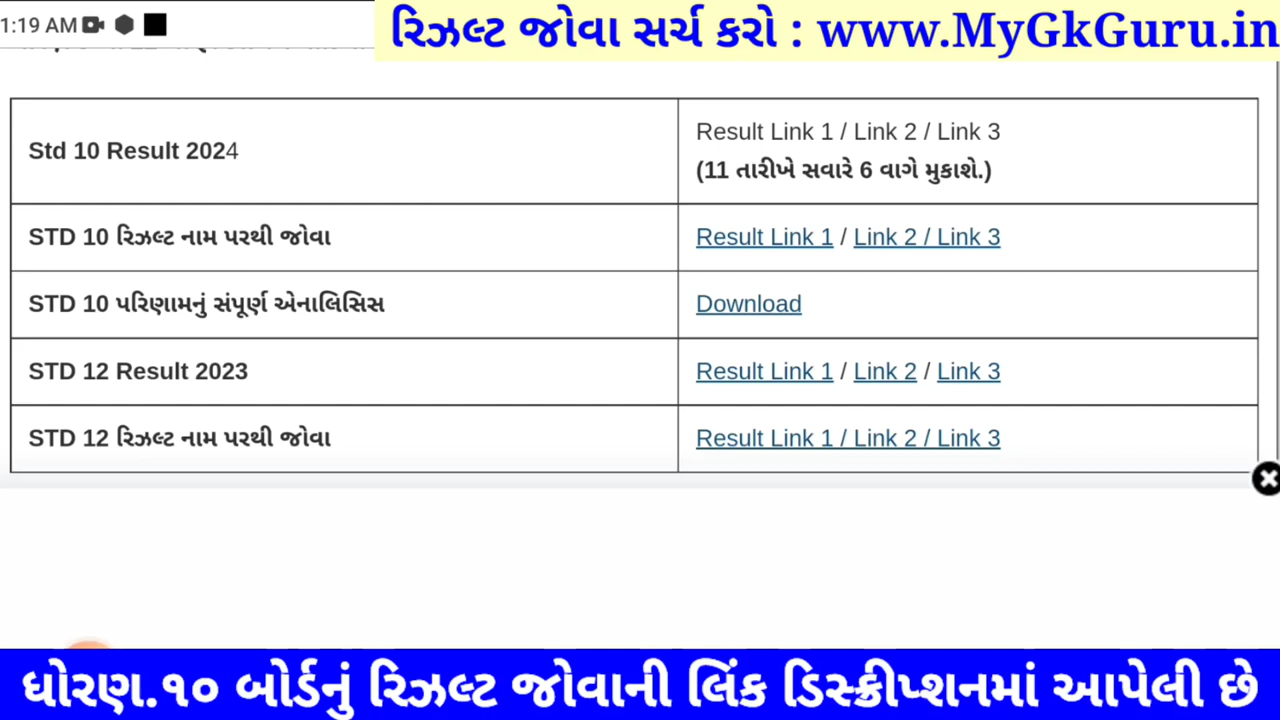 1:19 AM
રિઝલ્ટ જોવા સર્ચ કરો : www.MyGkGuru.in
Std 10 Result 2024
Result Link 1 / Link 2 / Link 3
(11 તારીખે સવારે 6 વાગે મુકાશે.)
STD 10 રિઝલ્ટ નામ પરથી જોવા
Result Link 1 / Link 2 / Link 3
STD 10 પરિણામનું સંપૂર્ણ એનાલિસિસ
Download
STD 12 Result 2023
Result Link 1 / Link 2 / Link 3
STD 12 રિઝલ્ટ નામ પરથી જોવા
Result Link 1 / Link 2 / Link 3
ધોરણ.૧૦ બોર્ડનું રિઝલ્ટ જોવાની લિંક ડિસ્ક્રીપ્શનમાં આપેલી છે